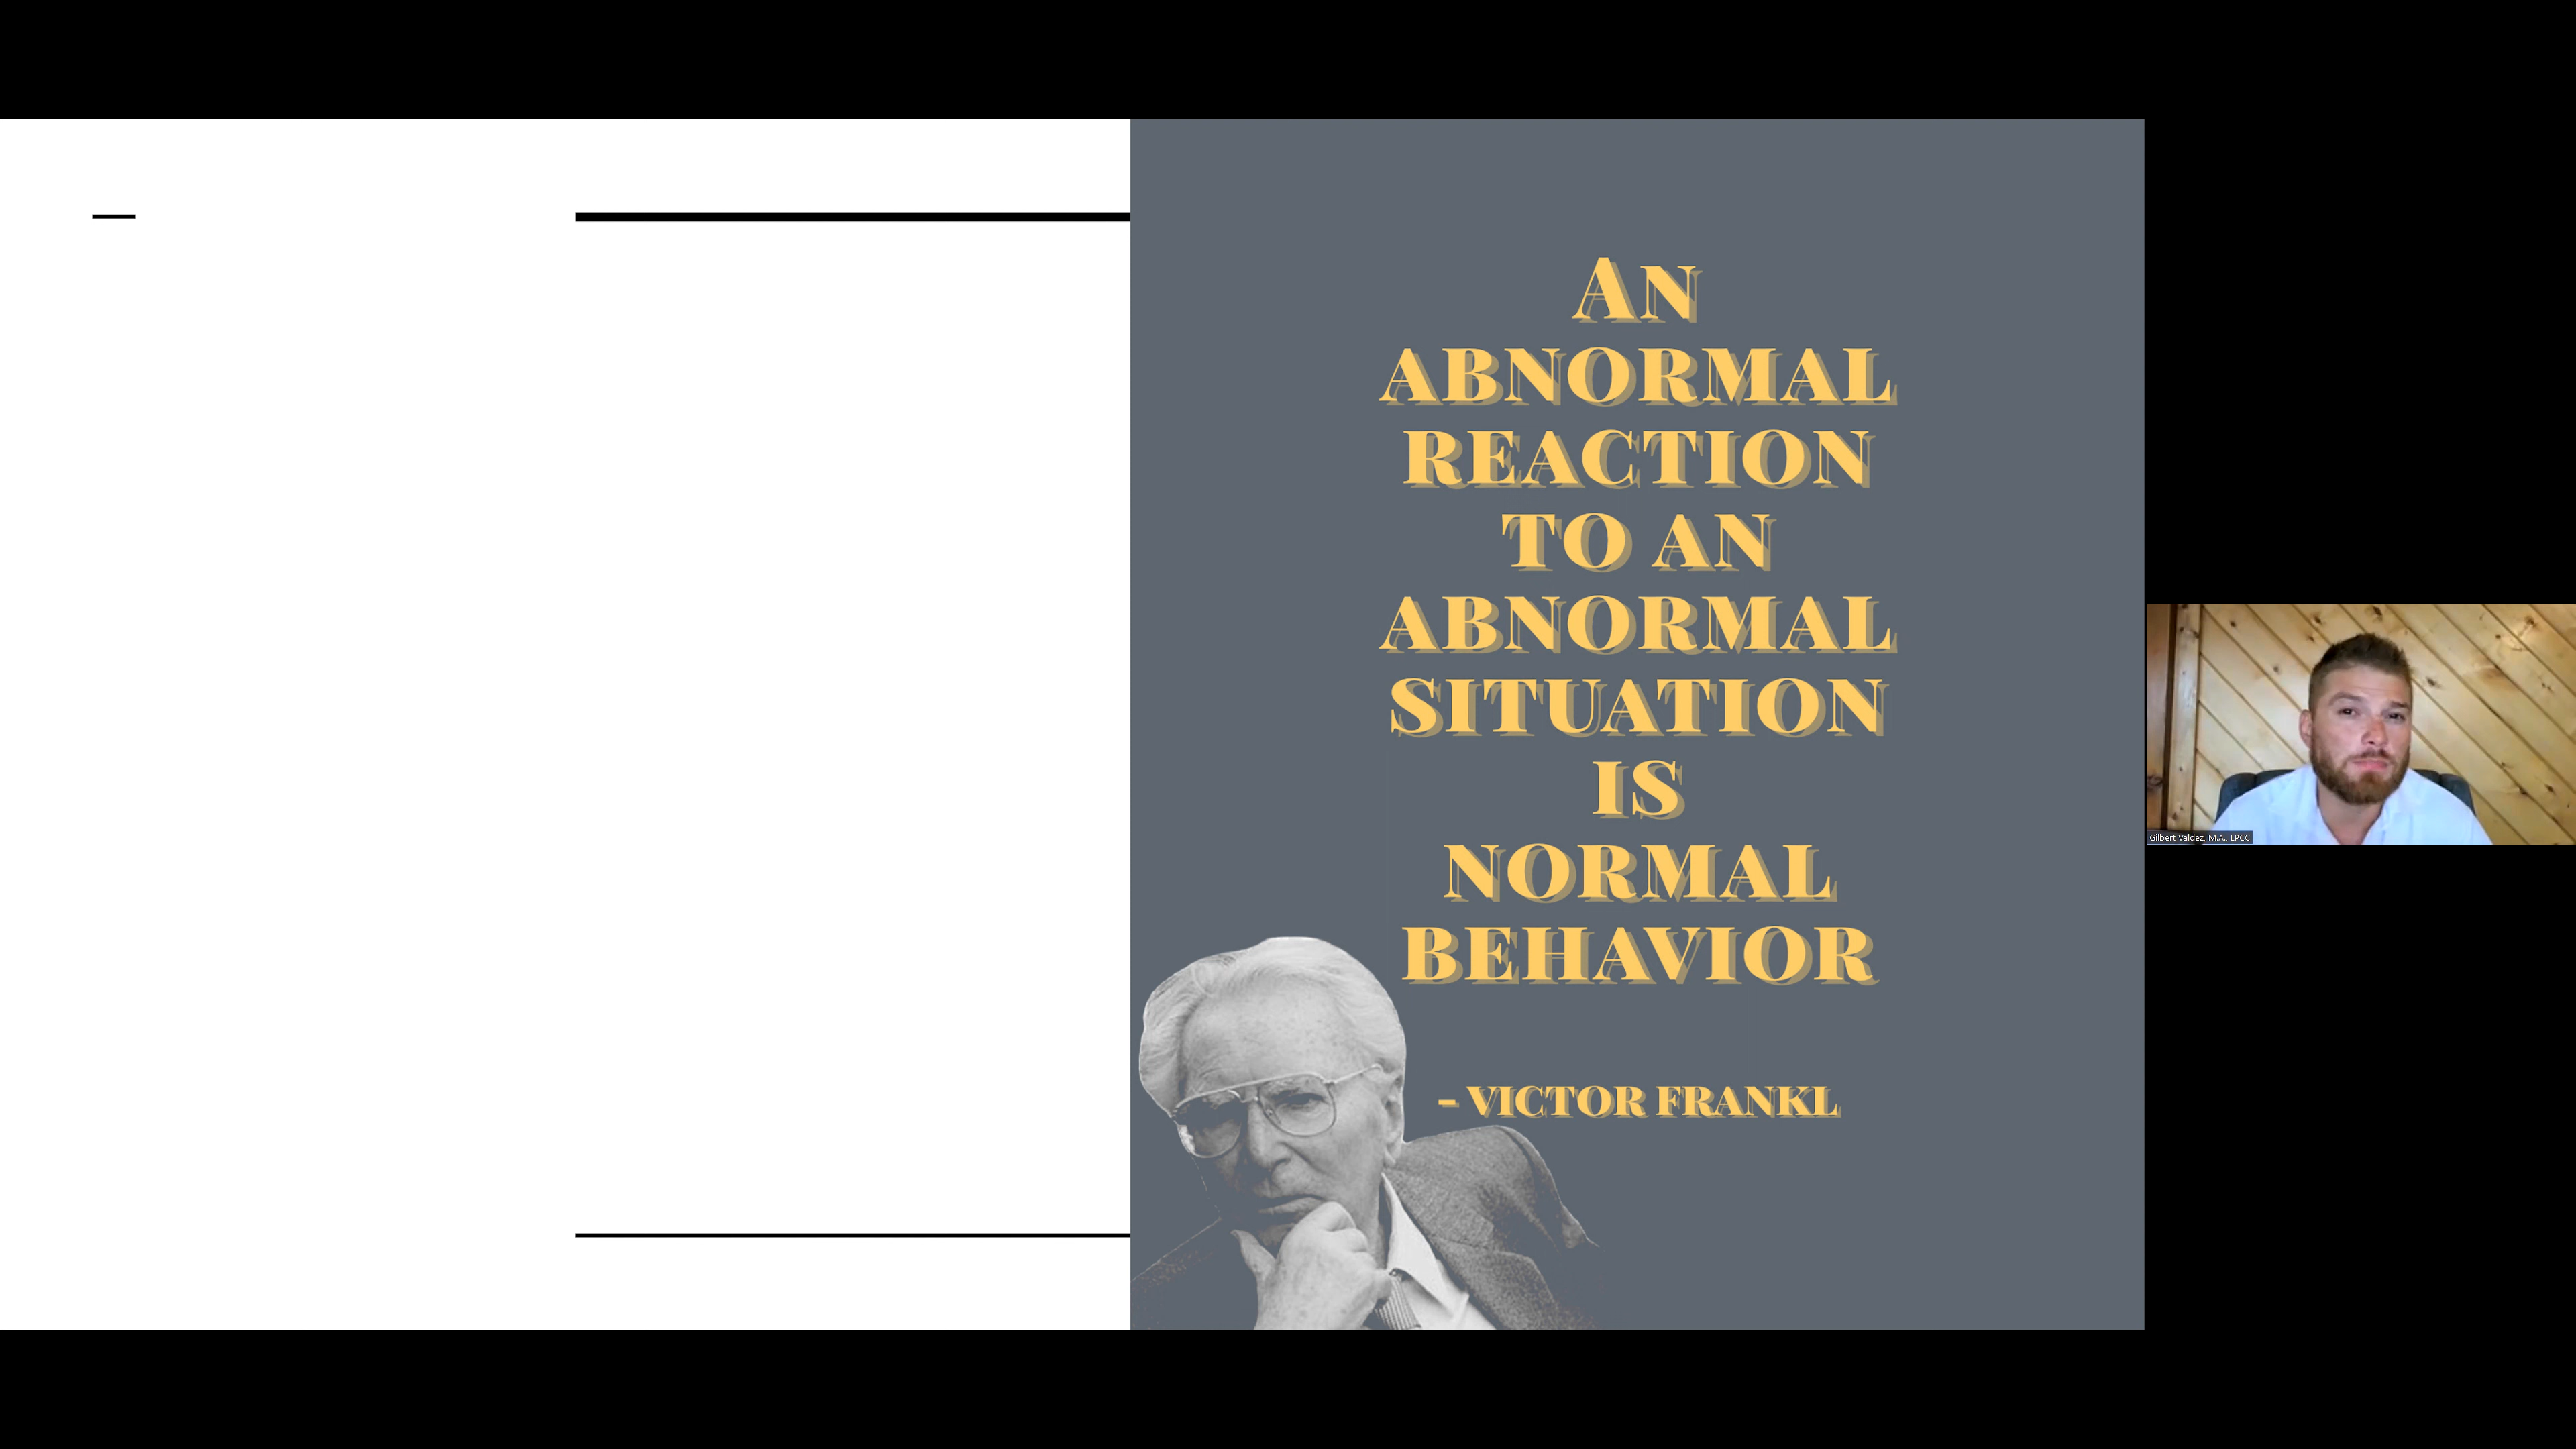 AN
ABNORMAL
REACTION
TO AN
ABNORMAL
SITUATION
IS
NORMAL
BEHAVIOR
– VICTOR FRANKL
Gilbert Valdez, M.A., LPCC